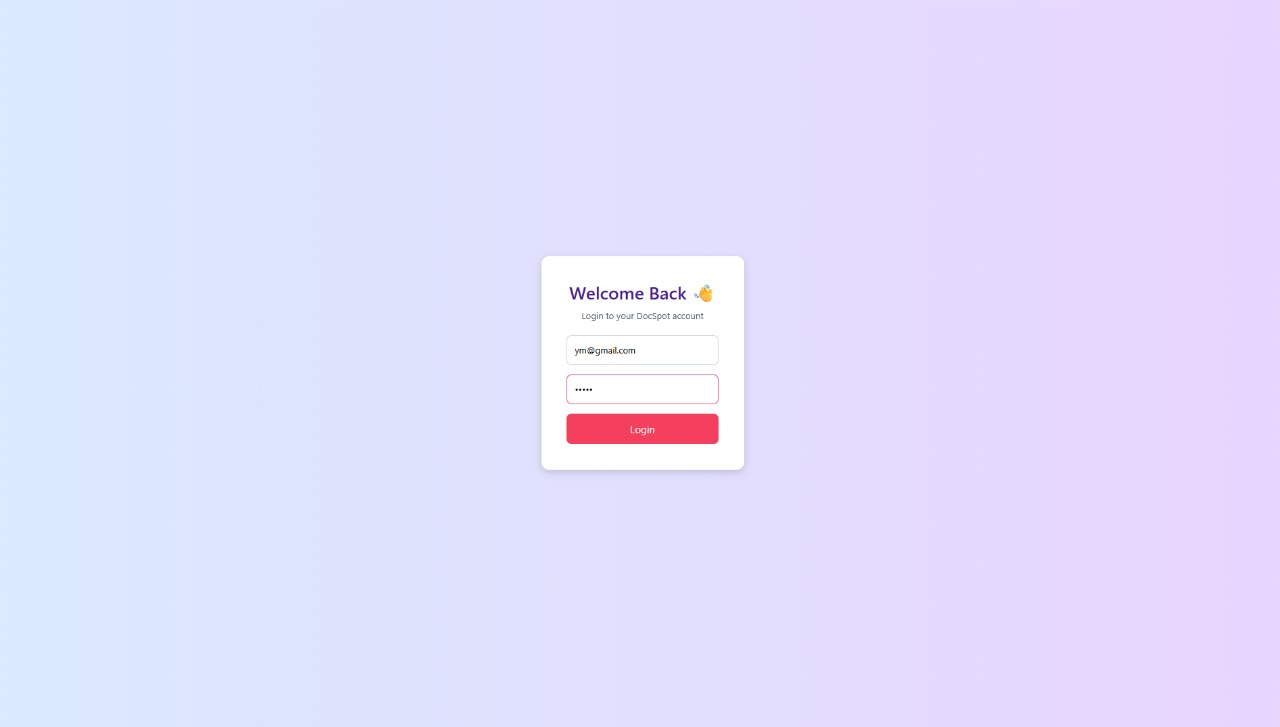 Welcome Back 👋
Login to your DocSpot account
ym@gmail.com
•••••
Login